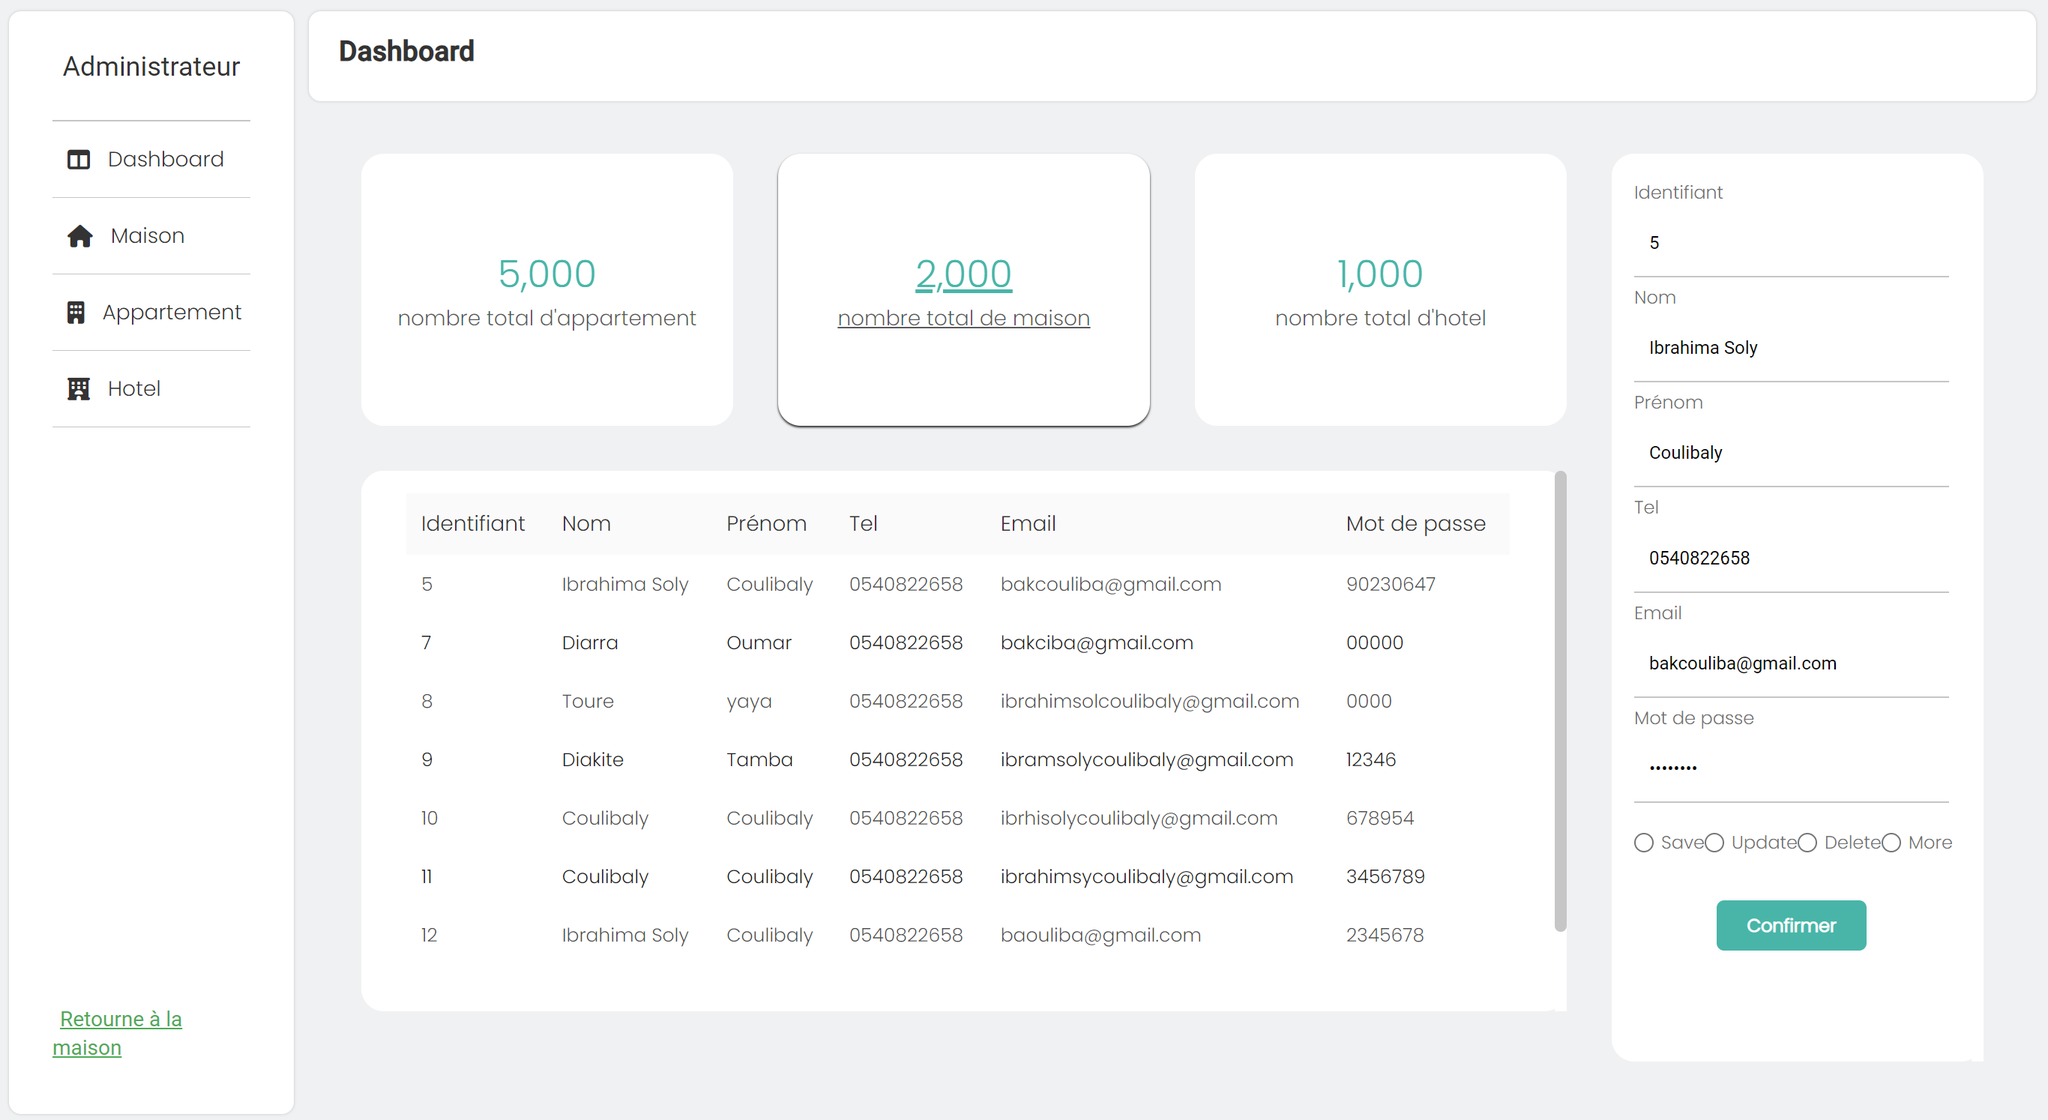 Administrateur
Dashboard
Maison
Appartement
Hotel
Retourne à la
maison
Dashboard
5,000
nombre total d'appartement
2,000
nombre total de maison
1,000
nombre total d'hotel
Identifiant Nom Prénom Tel Email Mot de passe
5 Ibrahima Soly Coulibaly 0540822658 bakcouliba@gmail.com 90230647
7 Diarra Oumar 0540822658 bakciba@gmail.com 00000
8 Toure yaya 0540822658 ibrahimsolcoulibaly@gmail.com 0000
9 Diakite Tamba 0540822658 ibramsolycoulibaly@gmail.com 12346
10 Coulibaly Coulibaly 0540822658 ibrhisolycoulibaly@gmail.com 678954
11 Coulibaly Coulibaly 0540822658 ibrahimsycoulibaly@gmail.com 3456789
12 Ibrahima Soly Coulibaly 0540822658 baouliba@gmail.com 2345678
Identifiant
5
Nom
Ibrahima Soly
Prénom
Coulibaly
Tel
0540822658
Email
bakcouliba@gmail.com
Mot de passe
••••••••
Save Update Delete More
Confirmer